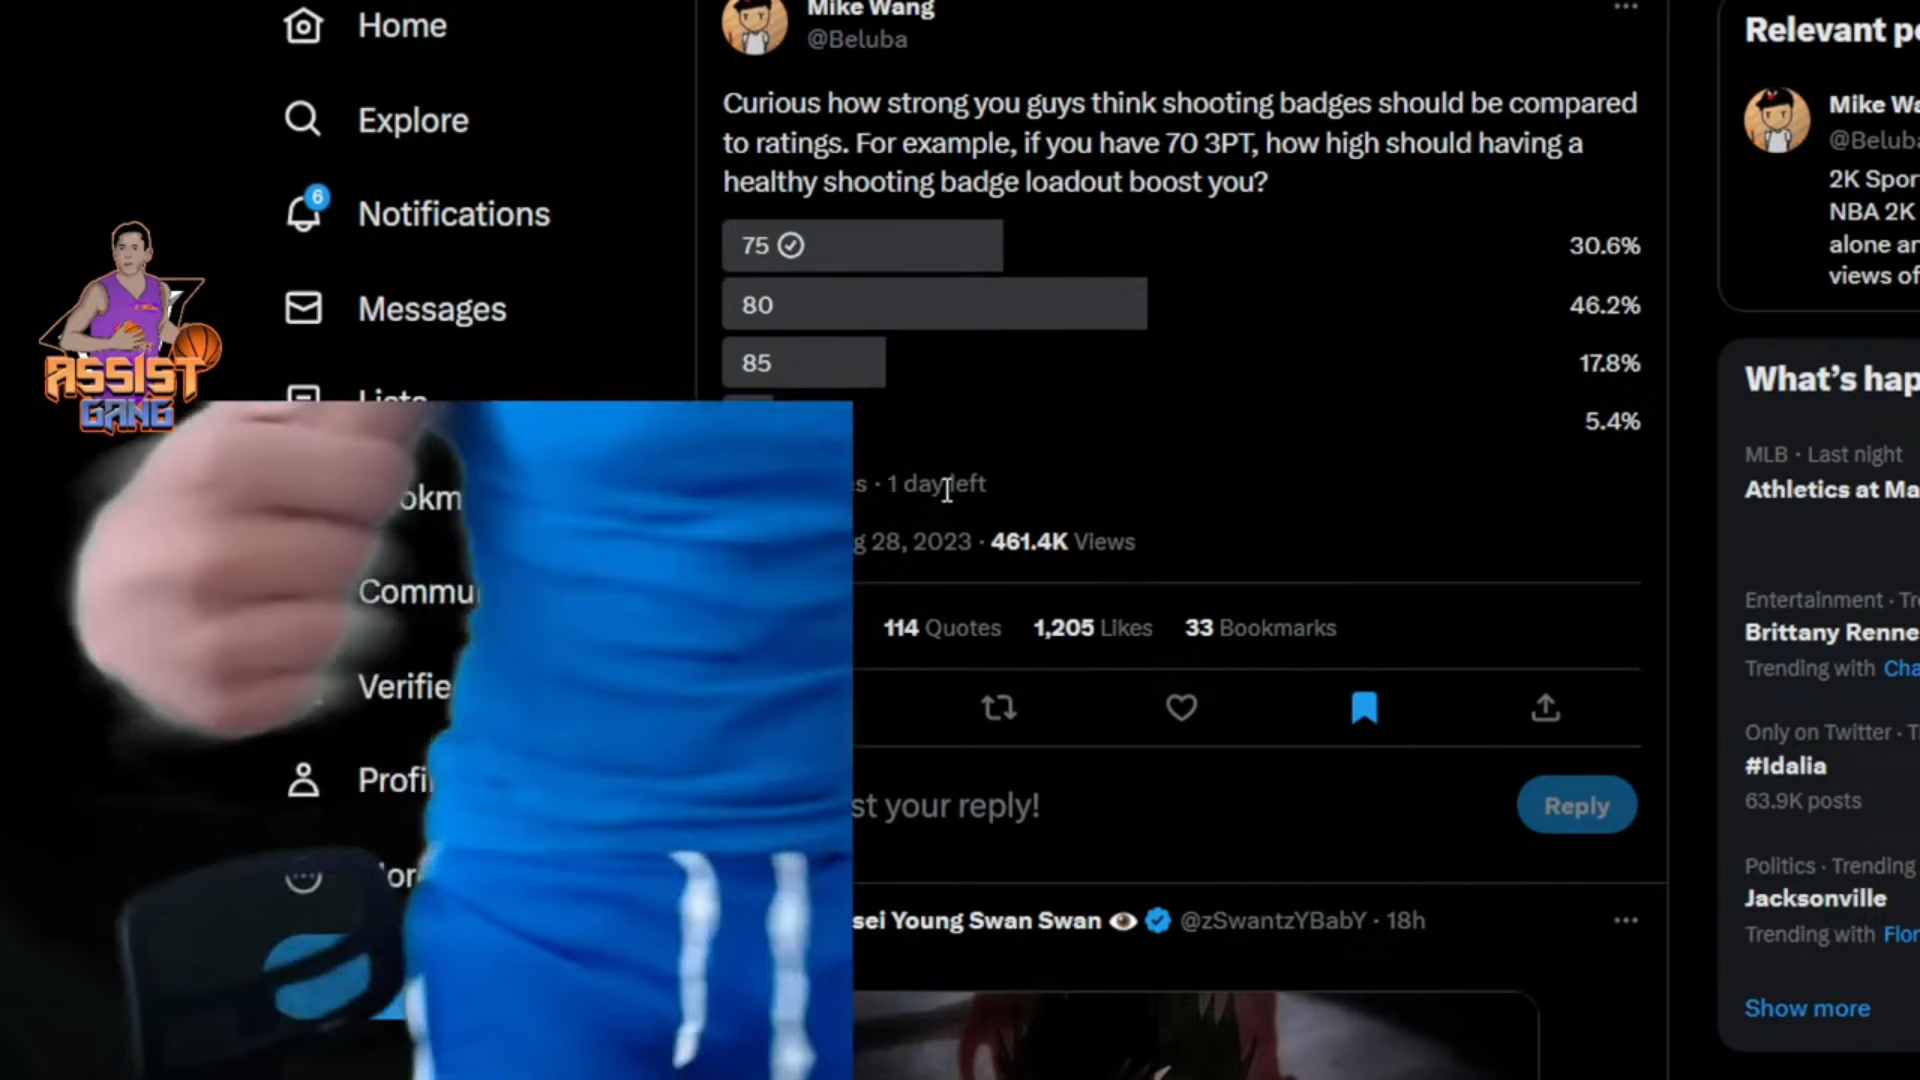 Home
Explore
6
Notifications
Messages
Lists
Profi
Verifie
Commu
okm
ASSIST
GANG
Mike Wang
@Beluba
Curious how strong you guys think shooting badges should be compared
to ratings. For example, if you have 70 3PT, how high should having a
healthy shooting badge loadout boost you?
75 30.6%
80 46.2%
85 17.8%
5.4%
s · 1 day left
g 28, 2023 · 461.4K Views
114 Quotes 1,205 Likes 33 Bookmarks
st your reply!
Reply
sei Young Swan Swan 👁 @zSwantzYBabY · 18h
Relevant pe
Mike Wa
@Beluba
2K Spor
NBA 2K
alone an
views of
What's hap
MLB · Last night
Athletics at Ma
Entertainment · Tre
Brittany Renne
Trending with Cha
Only on Twitter · T
#Idalia
63.9K posts
Politics · Trending
Jacksonville
Trending with Flor
Show more